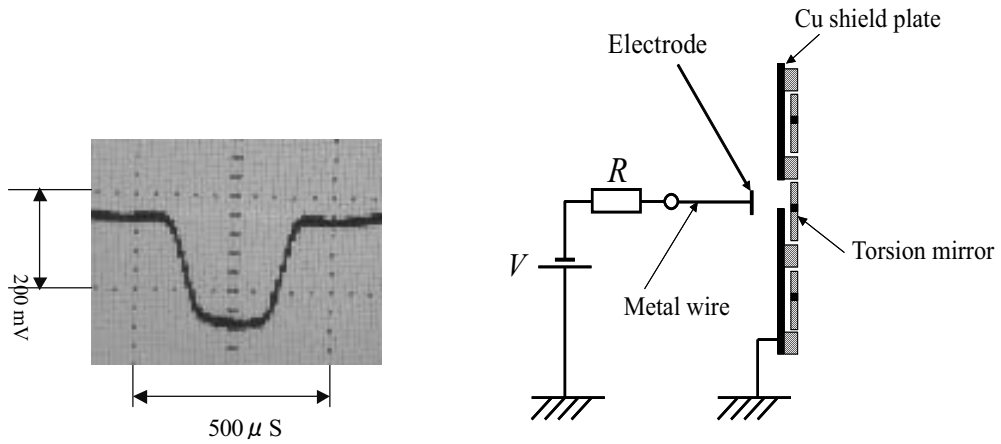 Cu shield plate
Electrode
R
V
Torsion mirror
Metal wire
200 mV
500 μ S